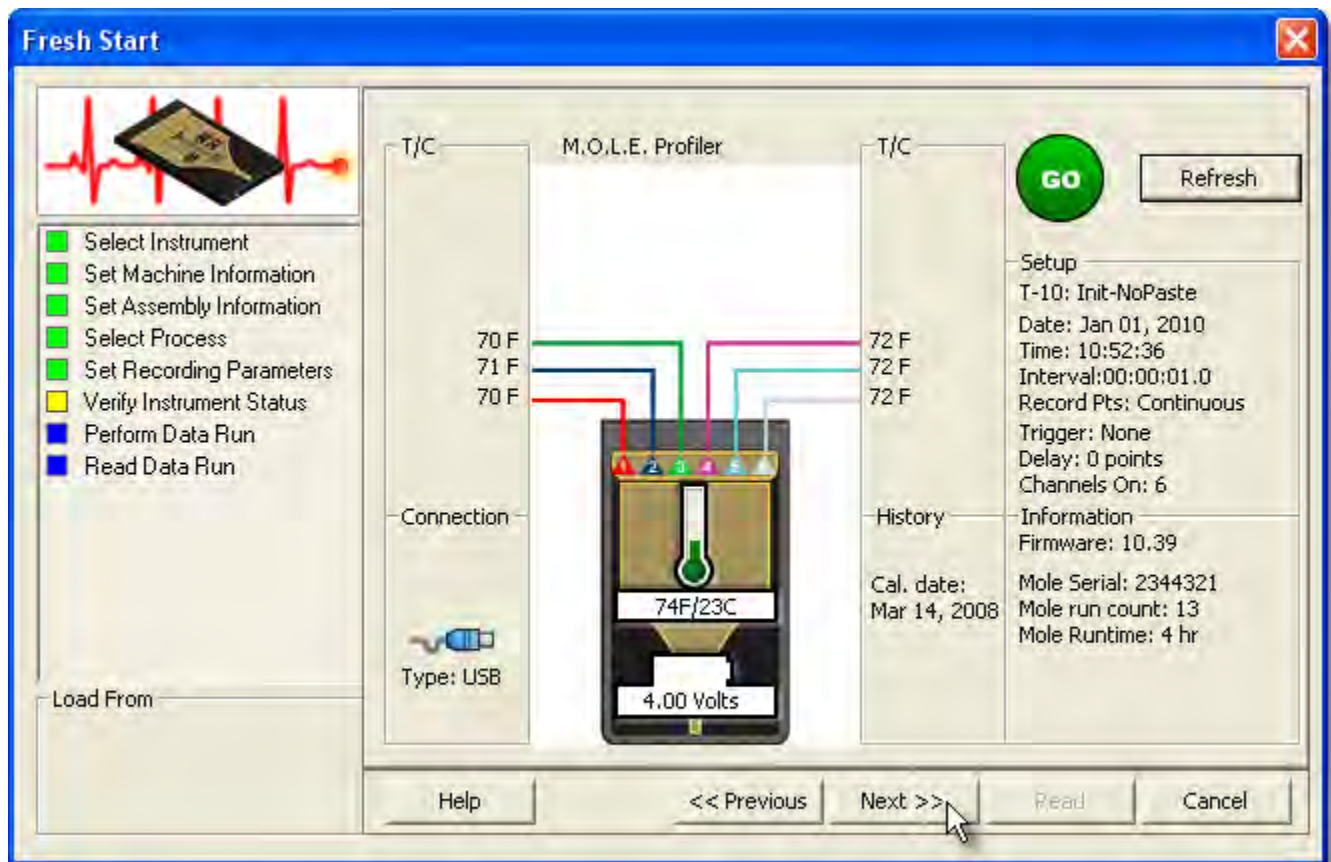 Fresh Start
Select Instrument
Set Machine Information
Set Assembly Information
Select Process
Set Recording Parameters
Verify Instrument Status
Perform Data Run
Read Data Run
Load From
T/C
70 F
71 F
70 F
Connection
Type: USB
M.O.L.E. Profiler
1 2 3 4 5
74F/23C
4.00 Volts
T/C
72 F
72 F
72 F
History
Cal. date:
Mar 14, 2008
GO
Refresh
Setup
T-10: Init-NoPaste
Date: Jan 01, 2010
Time: 10:52:36
Interval:00:00:01.0
Record Pts: Continuous
Trigger: None
Delay: 0 points
Channels On: 6
Information
Firmware: 10.39
Mole Serial: 2344321
Mole run count: 13
Mole Runtime: 4 hr
Help
<< Previous
Next >>
Read
Cancel